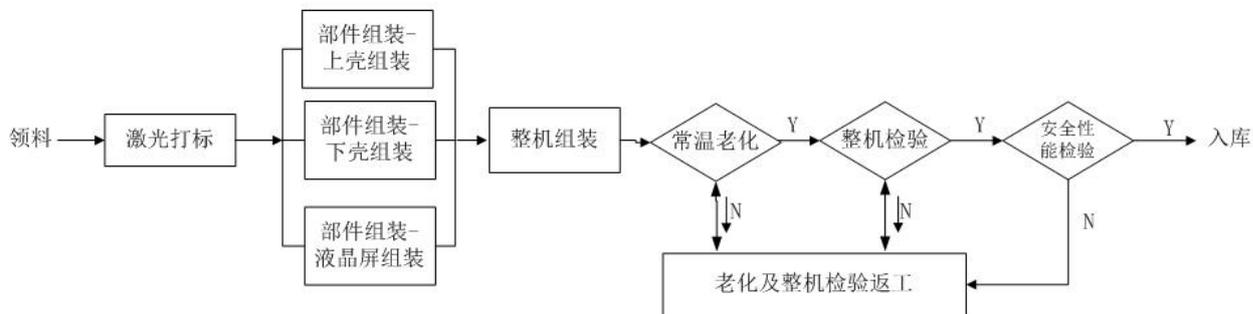 领料
激光打标
部件组装-
上壳组装
部件组装-
下壳组装
部件组装-
液晶屏组装
整机组装
常温老化
Y
整机检验
Y
安全性
能检验
Y
入库
N
N
N
老化及整机检验返工